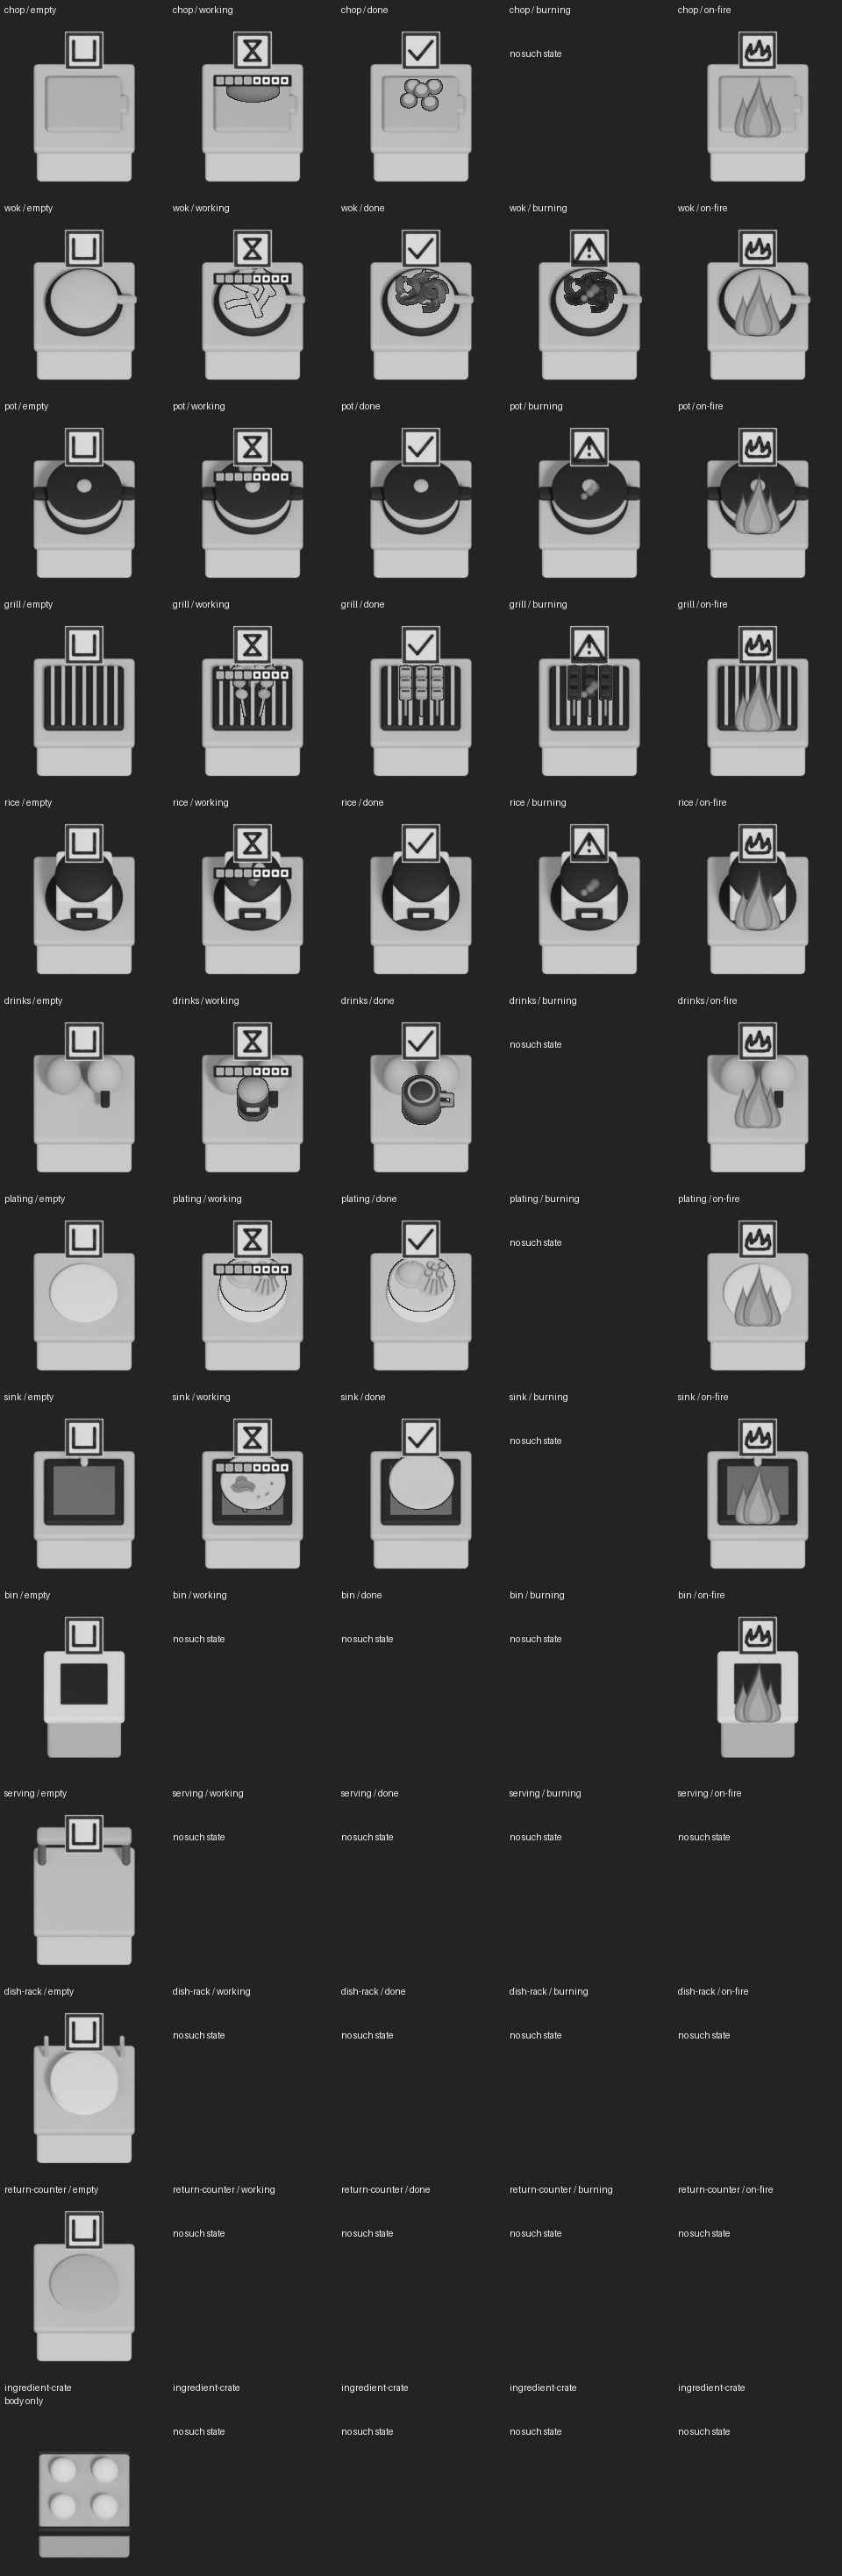 chop / empty
chop / working
chop / done
chop / burning
chop / on-fire
no such state
wok / empty
wok / working
wok / done
wok / burning
wok / on-fire
pot / empty
pot / working
pot / done
pot / burning
pot / on-fire
grill / empty
grill / working
grill / done
grill / burning
grill / on-fire
rice / empty
rice / working
rice / done
rice / burning
rice / on-fire
drinks / empty
drinks / working
drinks / done
drinks / burning
drinks / on-fire
no such state
plating / empty
plating / working
plating / done
plating / burning
plating / on-fire
no such state
sink / empty
sink / working
sink / done
sink / burning
sink / on-fire
no such state
bin / empty
bin / working
bin / done
bin / burning
bin / on-fire
no such state
no such state
no such state
serving / empty
serving / working
serving / done
serving / burning
serving / on-fire
no such state
no such state
no such state
no such state
dish-rack / empty
dish-rack / working
dish-rack / done
dish-rack / burning
dish-rack / on-fire
no such state
no such state
no such state
no such state
return-counter / empty
return-counter / working
return-counter / done
return-counter / burning
return-counter / on-fire
no such state
no such state
no such state
no such state
ingredient-crate
body only
ingredient-crate
ingredient-crate
ingredient-crate
ingredient-crate
no such state
no such state
no such state
no such state